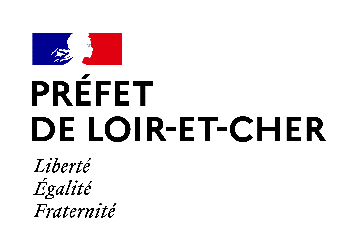 PRÉFET
DE LOIR-ET-CHER
Liberté
Égalité
Fraternité